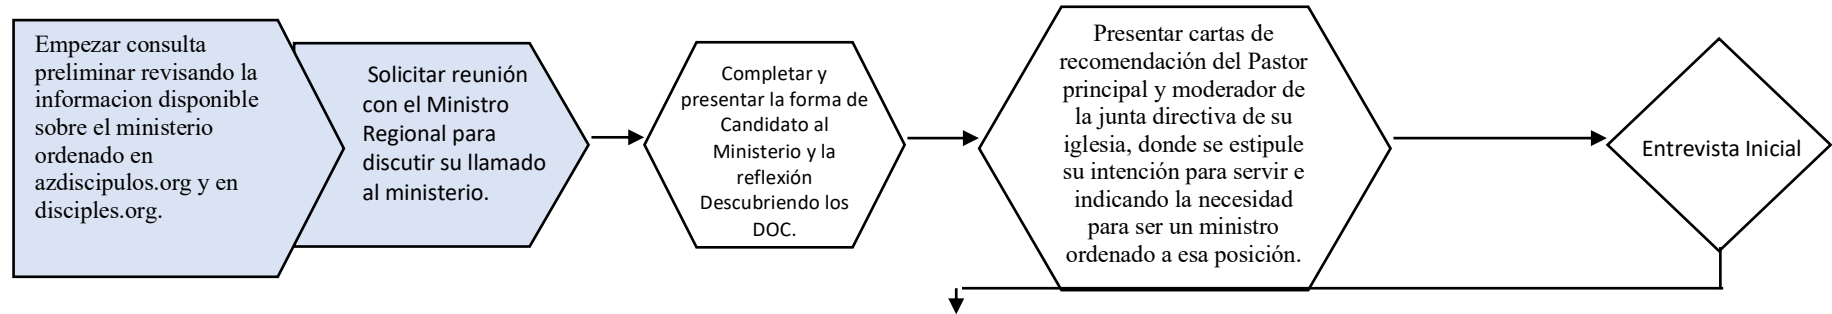 Empezar consulta
preliminar revisando la
informacion disponible
sobre el ministerio
ordenado en
azdiscipulos.org y en
disciples.org.
Solicitar reunión
con el Ministro
Regional para
discutir su llamado
al ministerio.
Completar y
presentar la forma de
Candidato al
Ministerio y la
reflexión
Descubriendo los
DOC.
Presentar cartas de
recomendación del Pastor
principal y moderador de
la junta directiva de su
iglesia, donde se estipule
su intención para servir e
indicando la necesidad
para ser un ministro
ordenado a esa posición.
Entrevista Inicial